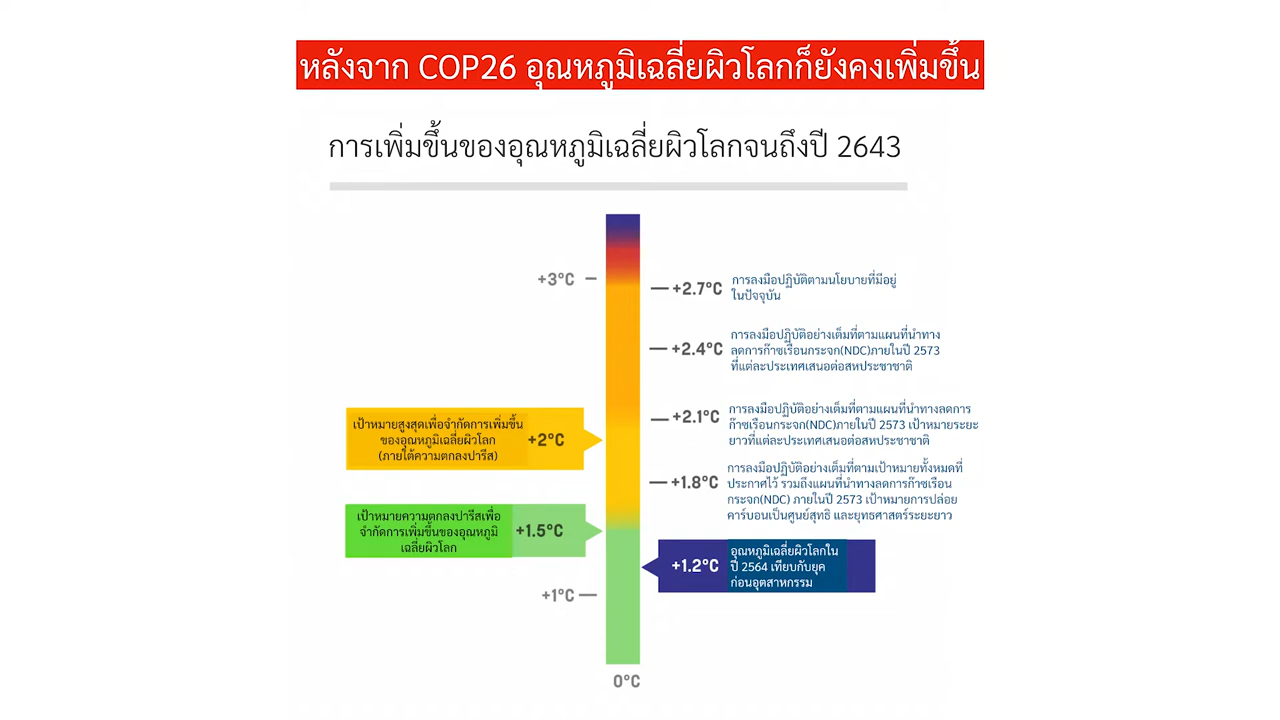 หลังจาก COP26 อุณหภูมิเฉลี่ยผิวโลกก็ยังคงเพิ่มขึ้น
การเพิ่มขึ้นของอุณหภูมิเฉลี่ยผิวโลกจนถึงปี 2643
+3°C
+2.7°C
การลงมือปฏิบัติตามนโยบายที่มีอยู่
ในปัจจุบัน
+2.4°C
การลงมือปฏิบัติอย่างเต็มที่ตามแผนที่นำทาง
ลดการก๊าซเรือนกระจก(NDC)ภายในปี 2573
ที่แต่ละประเทศเสนอต่อสหประชาชาติ
+2.1°C
การลงมือปฏิบัติอย่างเต็มที่ตามแผนที่นำทางลดการ
ก๊าซเรือนกระจก(NDC)ภายในปี 2573 เป้าหมายระยะ
ยาวที่แต่ละประเทศเสนอต่อสหประชาชาติ
เป้าหมายสูงสุดเพื่อจำกัดการเพิ่มขึ้น
ของอุณหภูมิเฉลี่ยผิวโลก
(ภายใต้ความตกลงปารีส)
+2°C
+1.8°C
การลงมือปฏิบัติอย่างเต็มที่ตามเป้าหมายทั้งหมดที่
ประกาศไว้ รวมถึงแผนที่นำทางลดการก๊าซเรือน
กระจก(NDC) ภายในปี 2573 เป้าหมายการปล่อย
คาร์บอนเป็นศูนย์สุทธิ และยุทธศาสตร์ระยะยาว
เป้าหมายความตกลงปารีสเพื่อ
จำกัดการเพิ่มขึ้นของอุณหภูมิ
เฉลี่ยผิวโลก
+1.5°C
+1.2°C
อุณหภูมิเฉลี่ยผิวโลกใน
ปี 2564 เทียบกับยุค
ก่อนอุตสาหกรรม
+1°C
0°C